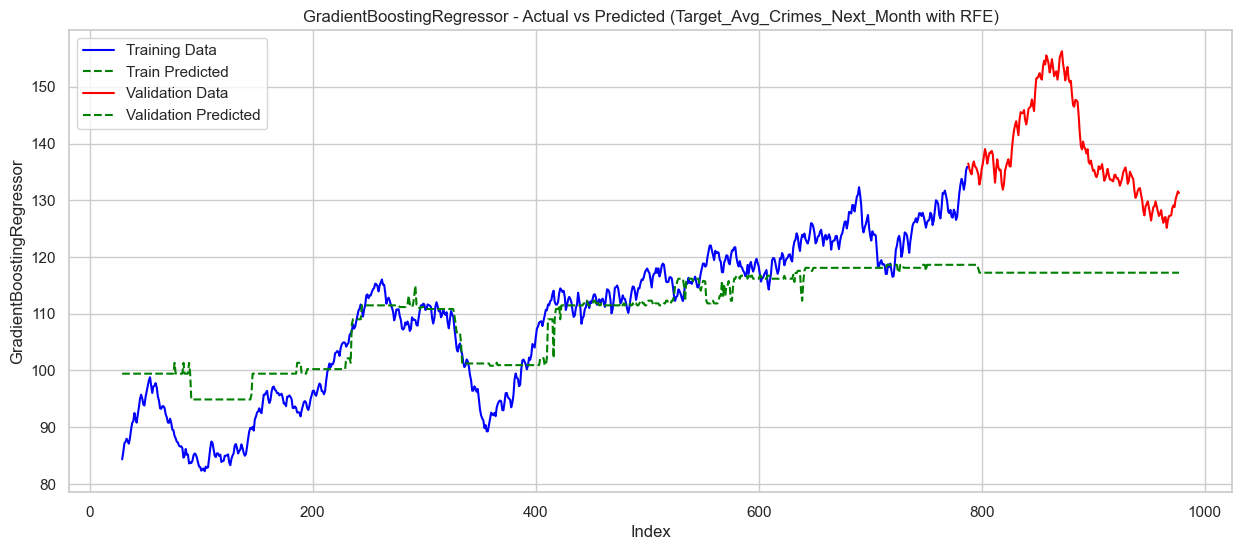 GradientBoostingRegressor - Actual vs Predicted (Target_Avg_Crimes_Next_Month with RFE)
Training Data
Train Predicted
Validation Data
Validation Predicted
GradientBoostingRegressor
150
140
130
120
110
100
90
80
0
200
400
600
800
1000
Index